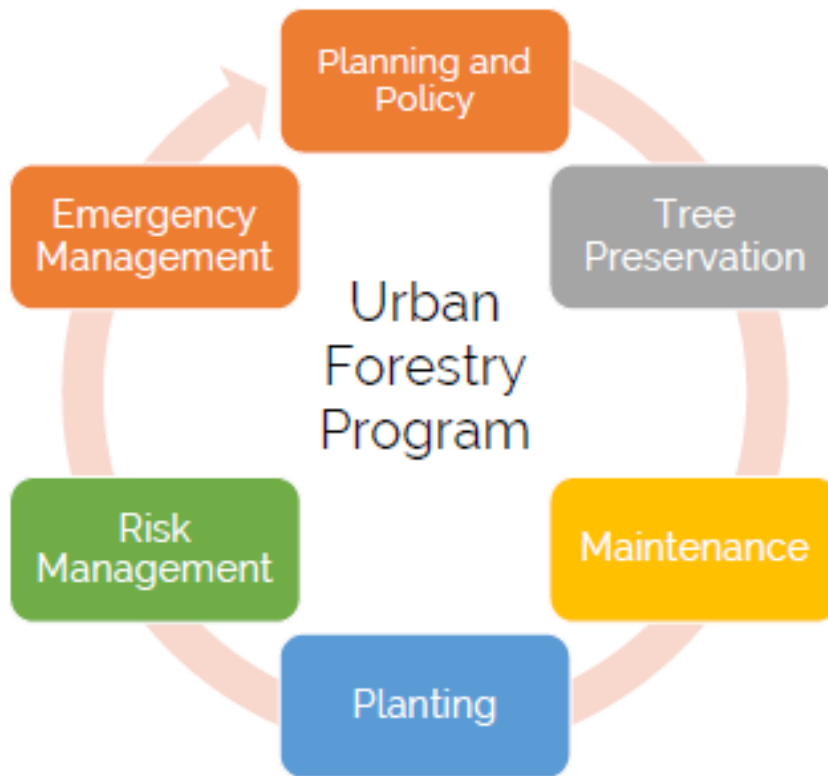 Planning and
Policy
Tree
Preservation
Maintenance
Planting
Risk
Management
Emergency
Management
Urban
Forestry
Program